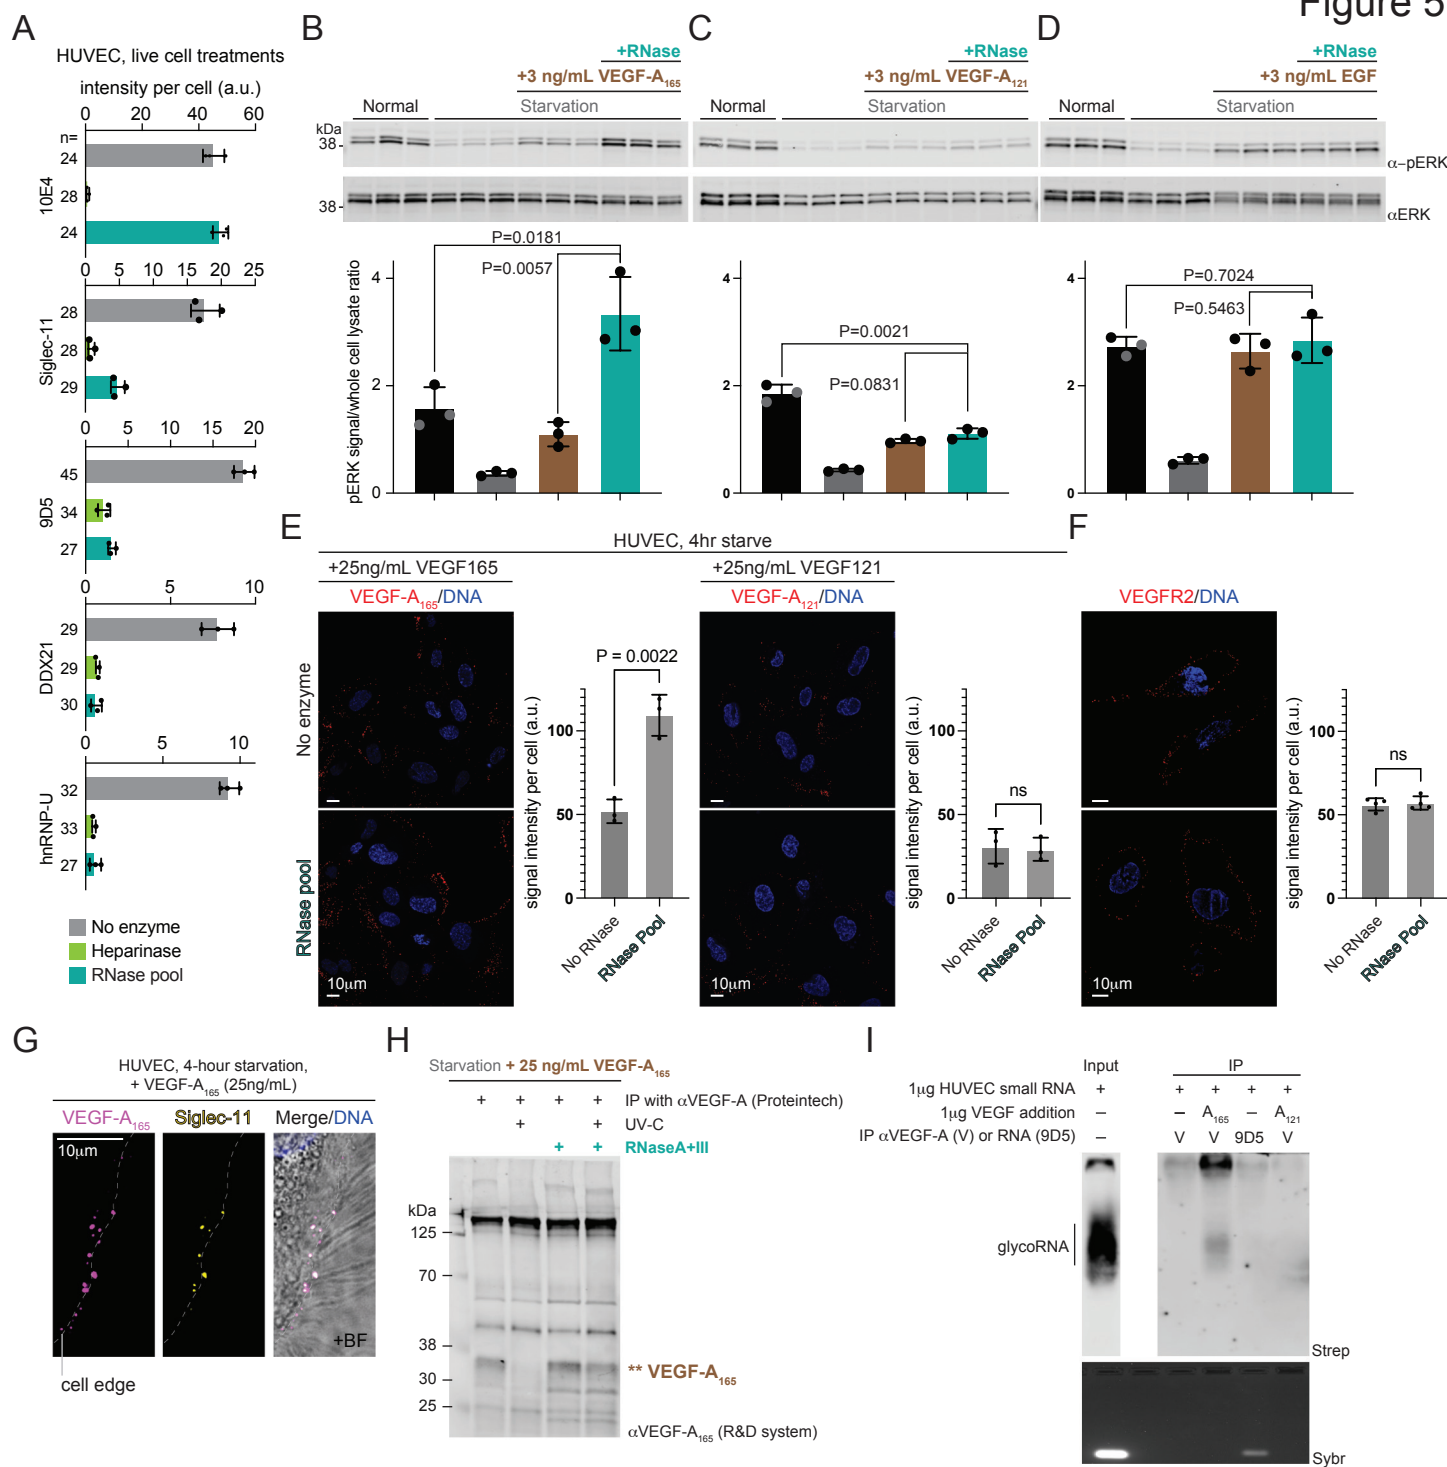 Figure 5
A
HUVEC, live cell treatments
intensity per cell (a.u.)
0 20 40 60
n=
24
28
24
10E4
0 5 10 15 20 25
28
28
29
Siglec-11
0 5 10 15 20
45
34
27
9D5
0 5 10
29
29
30
DDX21
0 5 10
32
33
27
hnRNP-U
No enzyme
Heparinase
RNase pool
B
+RNase
+3 ng/mL VEGF-A165
Normal Starvation
kDa
38
38
pERK signal/whole cell lysate ratio
P=0.0181
P=0.0057
4
2
0
C
+RNase
+3 ng/mL VEGF-A121
Normal Starvation
P=0.0021
P=0.0831
4
2
0
D
+RNase
+3 ng/mL EGF
Normal Starvation
α–pERK
αERK
P=0.7024
P=0.5463
4
2
0
E
HUVEC, 4hr starve
+25ng/mL VEGF165
VEGF-A165/DNA
No enzyme
RNase pool
10µm
P = 0.0022
signal intensity per cell (a.u.)
100
50
0
No RNase
RNase Pool
+25ng/mL VEGF121
VEGF-A121/DNA
10µm
ns
signal intensity per cell (a.u.)
100
50
0
No RNase
RNase Pool
F
VEGFR2/DNA
10µm
ns
signal intensity per cell (a.u.)
100
50
0
No RNase
RNase Pool
G
HUVEC, 4-hour starvation,
+ VEGF-A165 (25ng/mL)
VEGF-A165 Siglec-11 Merge/DNA
10µm
+BF
cell edge
H
Starvation + 25 ng/mL VEGF-A165
+ + + + IP with αVEGF-A (Proteintech)
+ + UV-C
+ + RNaseA+III
kDa
125
70
38
30
25
** VEGF-A165
αVEGF-A165 (R&D system)
I
Input IP
1µg HUVEC small RNA + + + + +
1µg VEGF addition – – A165 – A121
IP αVEGF-A (V) or RNA (9D5) – V V 9D5 V
glycoRNA
Strep
Sybr